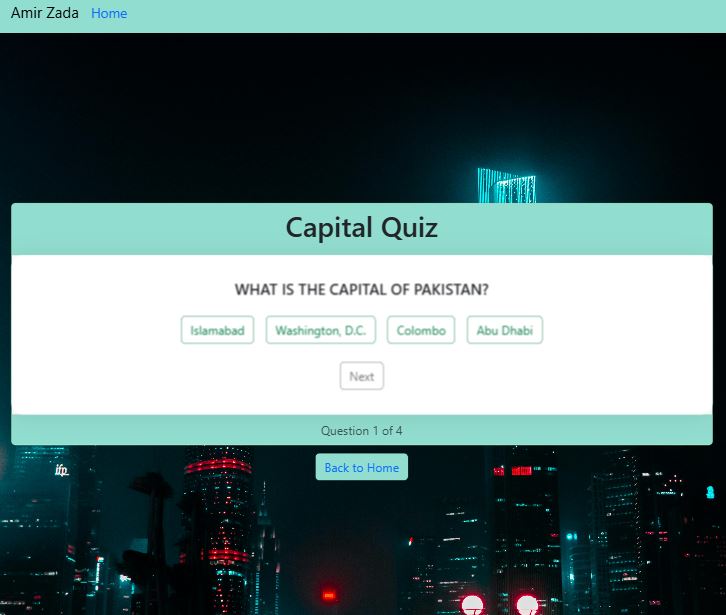 Amir Zada Home
Capital Quiz
WHAT IS THE CAPITAL OF PAKISTAN?
Islamabad Washington, D.C. Colombo Abu Dhabi
Next
Question 1 of 4
Back to Home
ifp